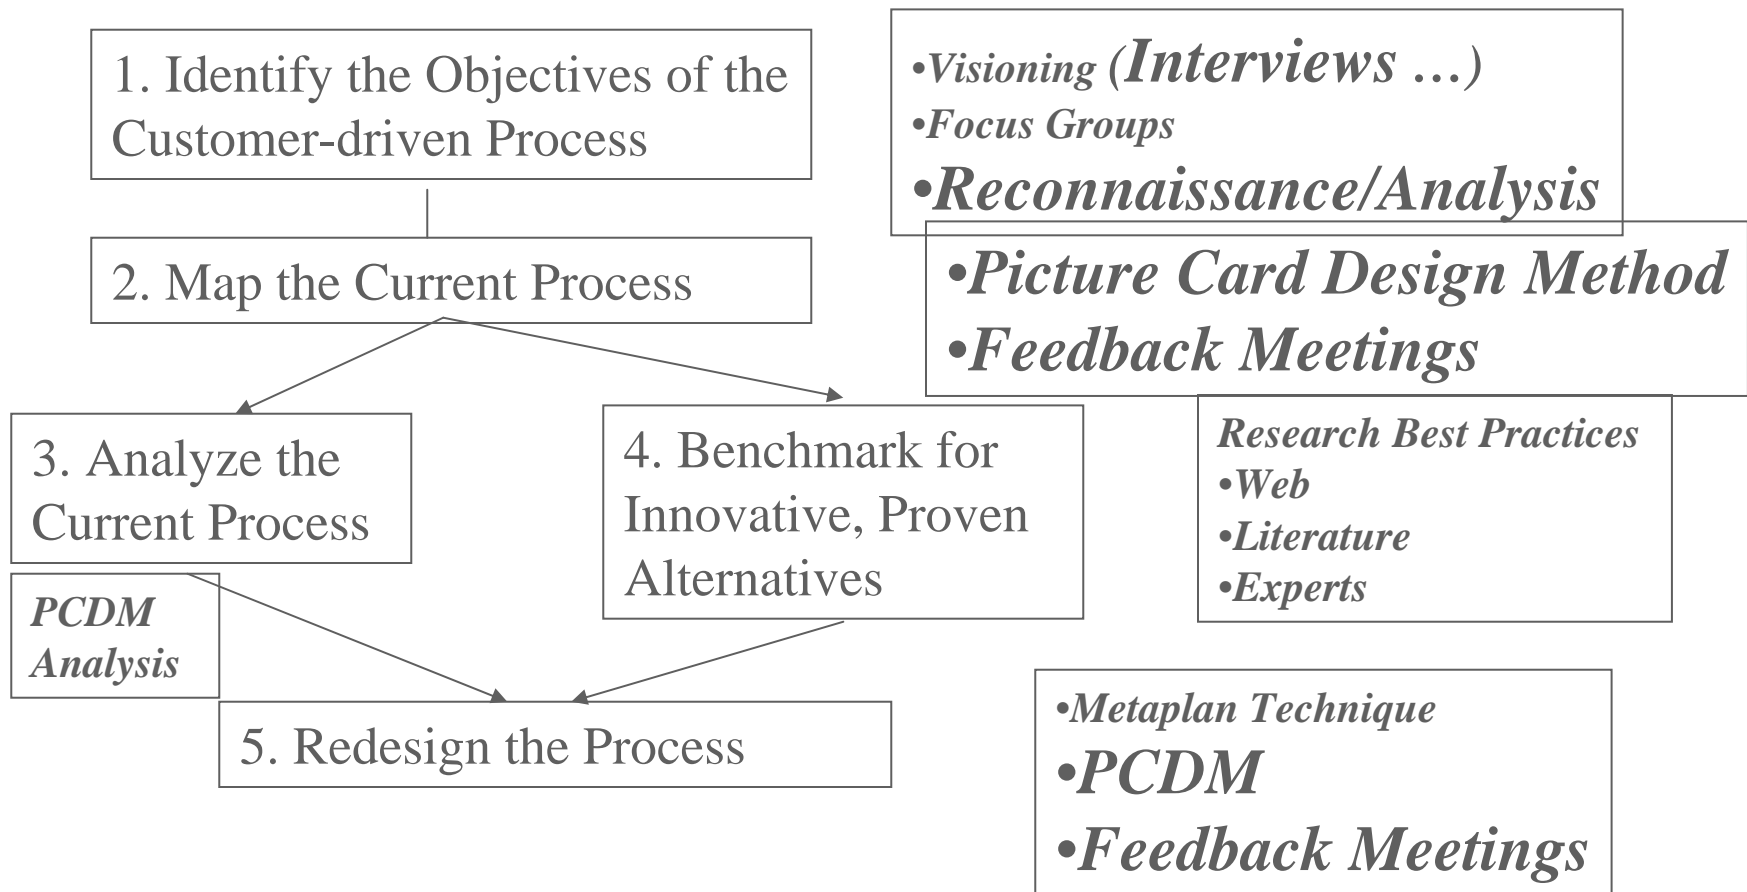 1. Identify the Objectives of the
Customer-driven Process
•Visioning (Interviews …)
•Focus Groups
•Reconnaissance/Analysis
2. Map the Current Process
•Picture Card Design Method
•Feedback Meetings
3. Analyze the
Current Process
4. Benchmark for
Innovative, Proven
Alternatives
Research Best Practices
•Web
•Literature
•Experts
PCDM
Analysis
5. Redesign the Process
•Metaplan Technique
•PCDM
•Feedback Meetings